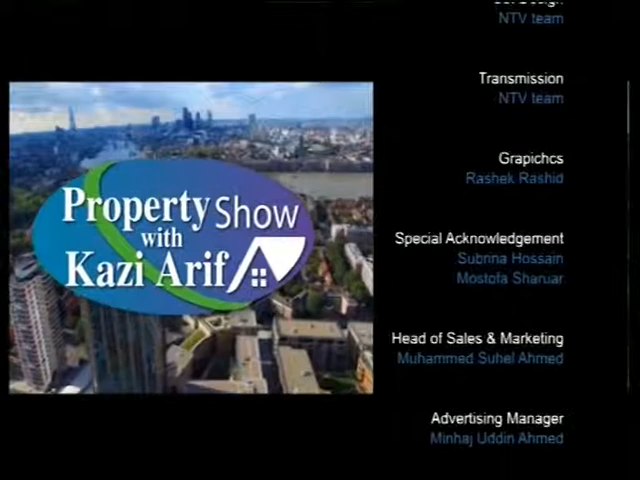 Property Show
with
Kazi Arif
Design
NTV team
Transmission
NTV team
Grapichcs
Rashek Rashid
Special Acknowledgement
Subrina Hossain
Mostofa Sharuar
Head of Sales & Marketing
Muhammed Suhel Ahmed
Advertising Manager
Minhaj Uddin Ahmed